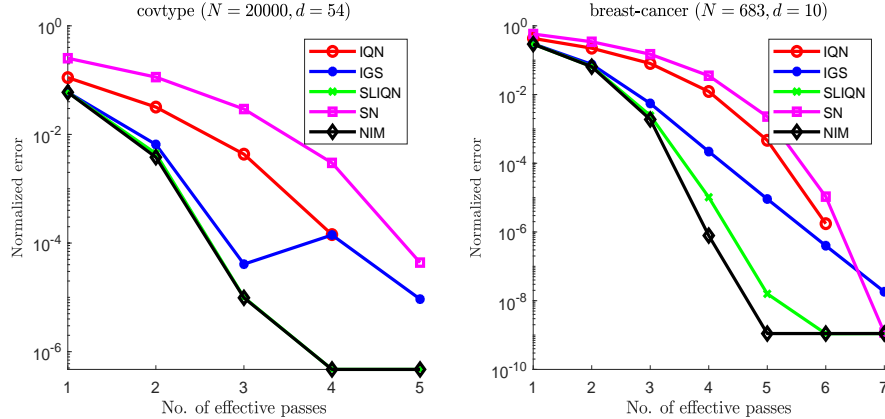 covtype (N = 20000, d = 54)
Normalized error
10^0
10^-2
10^-4
10^-6
IQN
IGS
SLIQN
SN
NIM
1 2 3 4 5
No. of effective passes
breast-cancer (N = 683, d = 10)
Normalized error
10^0
10^-2
10^-4
10^-6
10^-8
10^-10
IQN
IGS
SLIQN
SN
NIM
1 2 3 4 5 6 7
No. of effective passes